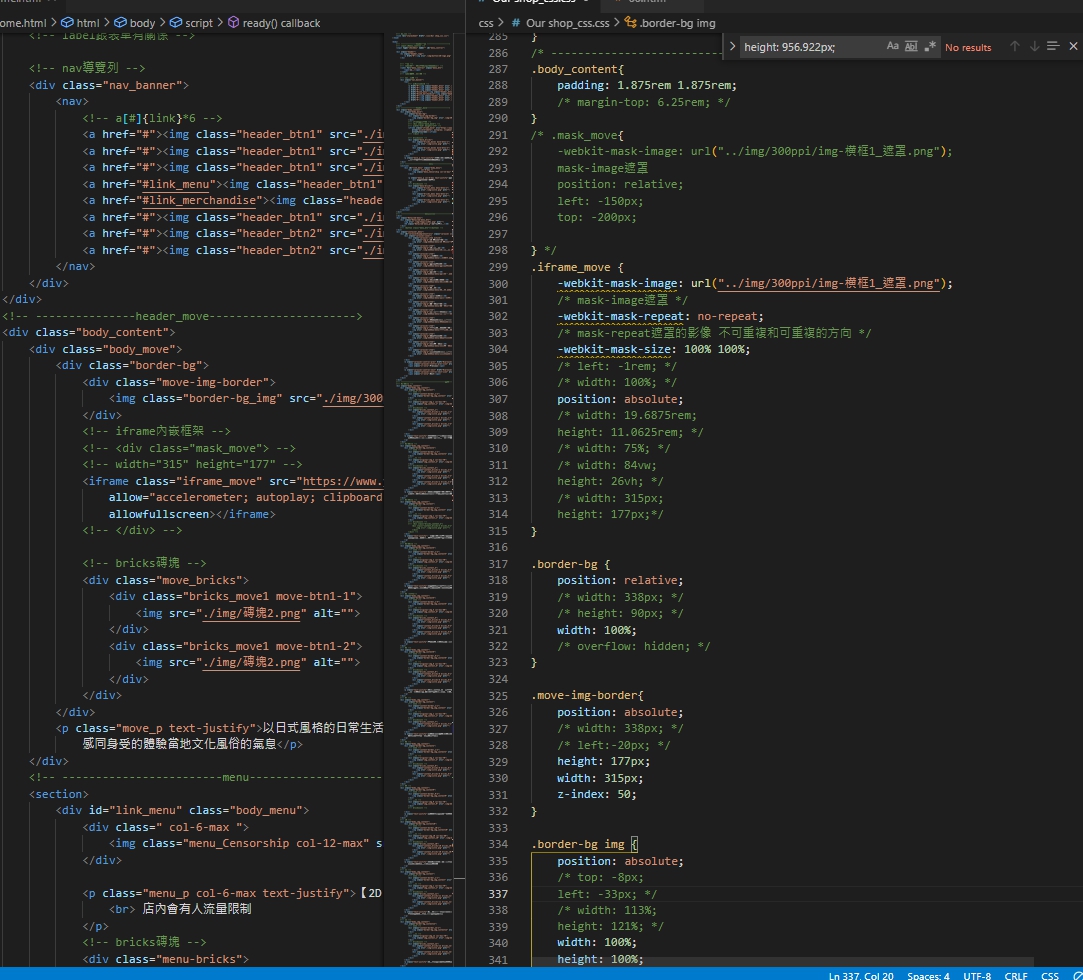 ome.html > html > body > script > ready() callback
<!-- label跟表單有關係 -->
<!-- nav導覽列 -->
<div class="nav_banner">
<nav>
<!-- a[#]{link}*6 -->
<a href="#"><img class="header_btn1" src="./i
<a href="#"><img class="header_btn1" src="./i
<a href="#"><img class="header_btn1" src="./i
<a href="#link_menu"><img class="header_btn1"
<a href="#link_merchandise"><img class="heade
<a href="#"><img class="header_btn1" src="./i
<a href="#"><img class="header_btn2" src="./i
<a href="#"><img class="header_btn2" src="./i
</nav>
</div>
</div>
<!-- ---------------header_move--------------------->
<div class="body_content">
<div class="body_move">
<div class="border-bg">
<div class="move-img-border">
<img class="border-bg_img" src="./img/300
</div>
<!-- iframe內嵌框架 -->
<!-- <div class="mask_move"> -->
<!-- width="315" height="177" -->
<iframe class="iframe_move" src="https://www.
allow="accelerometer; autoplay; clipboard
allowfullscreen></iframe>
<!-- </div> -->
<!-- bricks磚塊 -->
<div class="move_bricks">
<div class="bricks_move1 move-btn1-1">
<img src="./img/磚塊2.png" alt="">
</div>
<div class="bricks_move1 move-btn1-2">
<img src="./img/磚塊2.png" alt="">
</div>
</div>
</div>
<p class="move_p text-justify">以日式風格的日常生活
感同身受的體驗當地文化風俗的氣息</p>
</div>
<!-- ------------------------menu--------------------
<section>
<div id="link_menu" class="body_menu">
<div class=" col-6-max ">
<img class="menu_Censorship col-12-max" s
</div>
<p class="menu_p col-6-max text-justify">【2D
<br> 店內會有人流量限制
</p>
<!-- bricks磚塊 -->
<div class="menu-bricks">
Our shop_css.css
css > # Our shop_css.css > .border-bg img
height: 956.922px;
Aa ab .* No results
285 }
286 /* --------------------------
287 .body_content{
288 padding: 1.875rem 1.875rem;
289 /* margin-top: 6.25rem; */
290 }
291 /* .mask_move{
292 -webkit-mask-image: url("../img/300ppi/img-橫框1_遮罩.png");
293 mask-image遮罩
294 position: relative;
295 left: -150px;
296 top: -200px;
297
298 } */
299 .iframe_move {
300 -webkit-mask-image: url("../img/300ppi/img-橫框1_遮罩.png");
301 /* mask-image遮罩 */
302 -webkit-mask-repeat: no-repeat;
303 /* mask-repeat遮罩的影像 不可重複和可重複的方向 */
304 -webkit-mask-size: 100% 100%;
305 /* left: -1rem; */
306 /* width: 100%; */
307 position: absolute;
308 /* width: 19.6875rem;
309 height: 11.0625rem; */
310 /* width: 75%; */
311 /* width: 84vw;
312 height: 26vh; */
313 /* width: 315px;
314 height: 177px;*/
315 }
316
317 .border-bg {
318 position: relative;
319 /* width: 338px; */
320 /* height: 90px; */
321 width: 100%;
322 /* overflow: hidden; */
323 }
324
325 .move-img-border{
326 position: absolute;
327 /* width: 338px; */
328 /* left:-20px; */
329 height: 177px;
330 width: 315px;
331 z-index: 50;
332 }
333
334 .border-bg img {
335 position: absolute;
336 /* top: -8px;
337 left: -33px; */
338 /* width: 113%;
339 height: 121%; */
340 width: 100%;
341 height: 100%;
Ln 337, Col 20 Spaces: 4 UTF-8 CRLF CSS